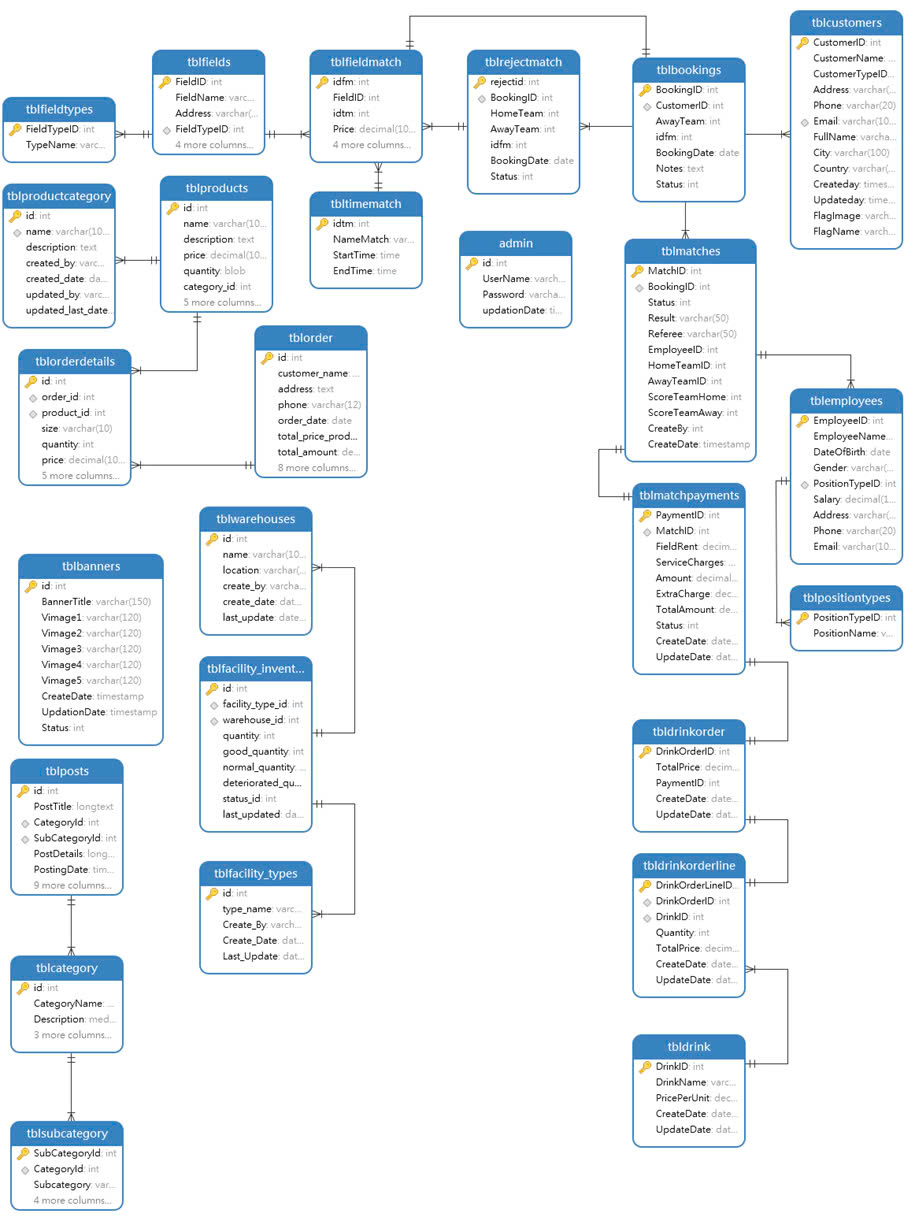 tblfieldtypes
FieldTypeID: int
TypeName: varc...
tblfields
FieldID: int
FieldName: varc...
Address: varchar(...
FieldTypeID: int
4 more columns...
tblfieldmatch
idfm: int
FieldID: int
idtm: int
Price: decimal(10...
4 more columns...
tblrejectmatch
rejectid: int
BookingID: int
HomeTeam: int
AwayTeam: int
idfm: int
BookingDate: date
Status: int
tblbookings
BookingID: int
CustomerID: int
AwayTeam: int
idfm: int
BookingDate: date
Notes: text
Status: int
tblcustomers
CustomerID: int
CustomerName: ...
CustomerTypeID...
Address: varchar(...
Phone: varchar(20)
Email: varchar(10...
FullName: varcha...
City: varchar(100)
Country: varchar(...
Createday: times...
Updateday: time...
FlagImage: varch...
FlagName: varch...
tblproductcategory
id: int
name: varchar(10...
description: text
created_by: varc...
created_date: da...
updated_by: varc...
updated_last_date...
tblproducts
id: int
name: varchar(10...
description: text
price: decimal(10...
quantity: blob
category_id: int
5 more columns...
tbltimematch
idtm: int
NameMatch: var...
StartTime: time
EndTime: time
admin
id: int
UserName: varch...
Password: varcha...
updationDate: ti...
tblmatches
MatchID: int
BookingID: int
Status: int
Result: varchar(50)
Referee: varchar(50)
EmployeeID: int
HomeTeamID: int
AwayTeamID: int
ScoreTeamHome: int
ScoreTeamAway: int
CreateBy: int
CreateDate: timestamp
tblorderdetails
id: int
order_id: int
product_id: int
size: varchar(10)
quantity: int
price: decimal(10...
5 more columns...
tblorder
id: int
customer_name: ...
address: text
phone: varchar(12)
order_date: date
total_price_prod...
total_amount: de...
8 more columns...
tblemployees
EmployeeID: int
EmployeeName...
DateOfBirth: date
Gender: varchar(...
PositionTypeID: int
Salary: decimal(1...
Address: varchar(...
Phone: varchar(20)
Email: varchar(10...
tblmatchpayments
PaymentID: int
MatchID: int
FieldRent: decim...
ServiceCharges: ...
Amount: decimal...
ExtraCharge: dec...
TotalAmount: de...
Status: int
CreateDate: date...
UpdateDate: dat...
tblpositiontypes
PositionTypeID: int
PositionName: v...
tblwarehouses
id: int
name: varchar(10...
location: varchar(...
create_by: varcha...
create_date: dat...
last_update: date...
tblbanners
id: int
BannerTitle: varchar(150)
Vimage1: varchar(120)
Vimage2: varchar(120)
Vimage3: varchar(120)
Vimage4: varchar(120)
Vimage5: varchar(120)
CreateDate: timestamp
UpdationDate: timestamp
Status: int
tblfacility_invent...
id: int
facility_type_id: int
warehouse_id: int
quantity: int
good_quantity: int
normal_quantity: ...
deteriorated_qu...
status_id: int
last_updated: da...
tbldrinkorder
DrinkOrderID: int
TotalPrice: decim...
PaymentID: int
CreateDate: date...
UpdateDate: dat...
tblposts
id: int
PostTitle: longtext
CategoryId: int
SubCategoryId: int
PostDetails: long...
PostingDate: tim...
9 more columns...
tblfacility_types
id: int
type_name: varc...
Create_By: varch...
Create_Date: dat...
Last_Update: dat...
tbldrinkorderline
DrinkOrderLineID...
DrinkOrderID: int
DrinkID: int
Quantity: int
TotalPrice: decim...
CreateDate: date...
UpdateDate: dat...
tblcategory
id: int
CategoryName: ...
Description: med...
3 more columns...
tbldrink
DrinkID: int
DrinkName: varc...
PricePerUnit: dec...
CreateDate: date...
UpdateDate: dat...
tblsubcategory
SubCategoryId: int
CategoryId: int
Subcategory: var...
4 more columns...